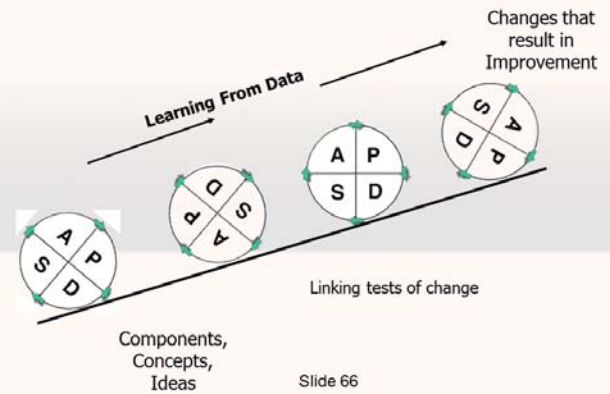 Changes that
result in
Improvement
Learning From Data
A P
S D
D
S
P
A
A P
S D
S A
D P
Linking tests of change
Components,
Concepts,
Ideas
Slide 66